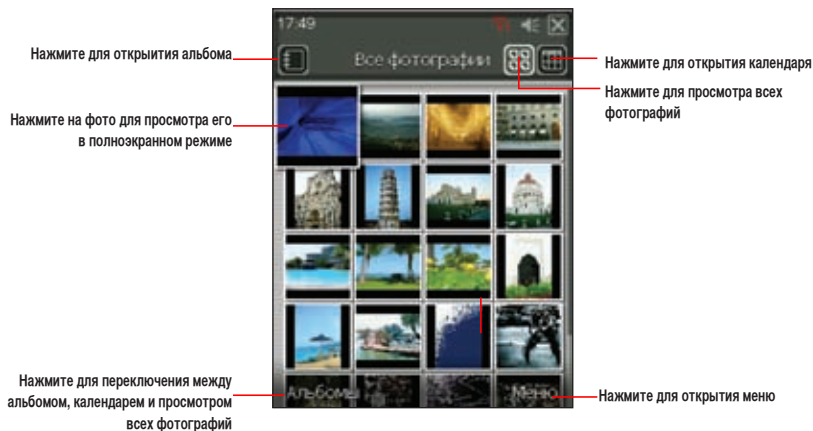 17:49
Нажмите для открыития альбома
Все фотографии
Нажмите для открытия календаря
Нажмите для просмотра всех
фотографий
Нажмите на фото для просмотра его
в полноэкранном режиме
Нажмите для переключения между
альбомом, календарем и просмотром
всех фотографий
Альбомы
Меню
Нажмите для открытия меню